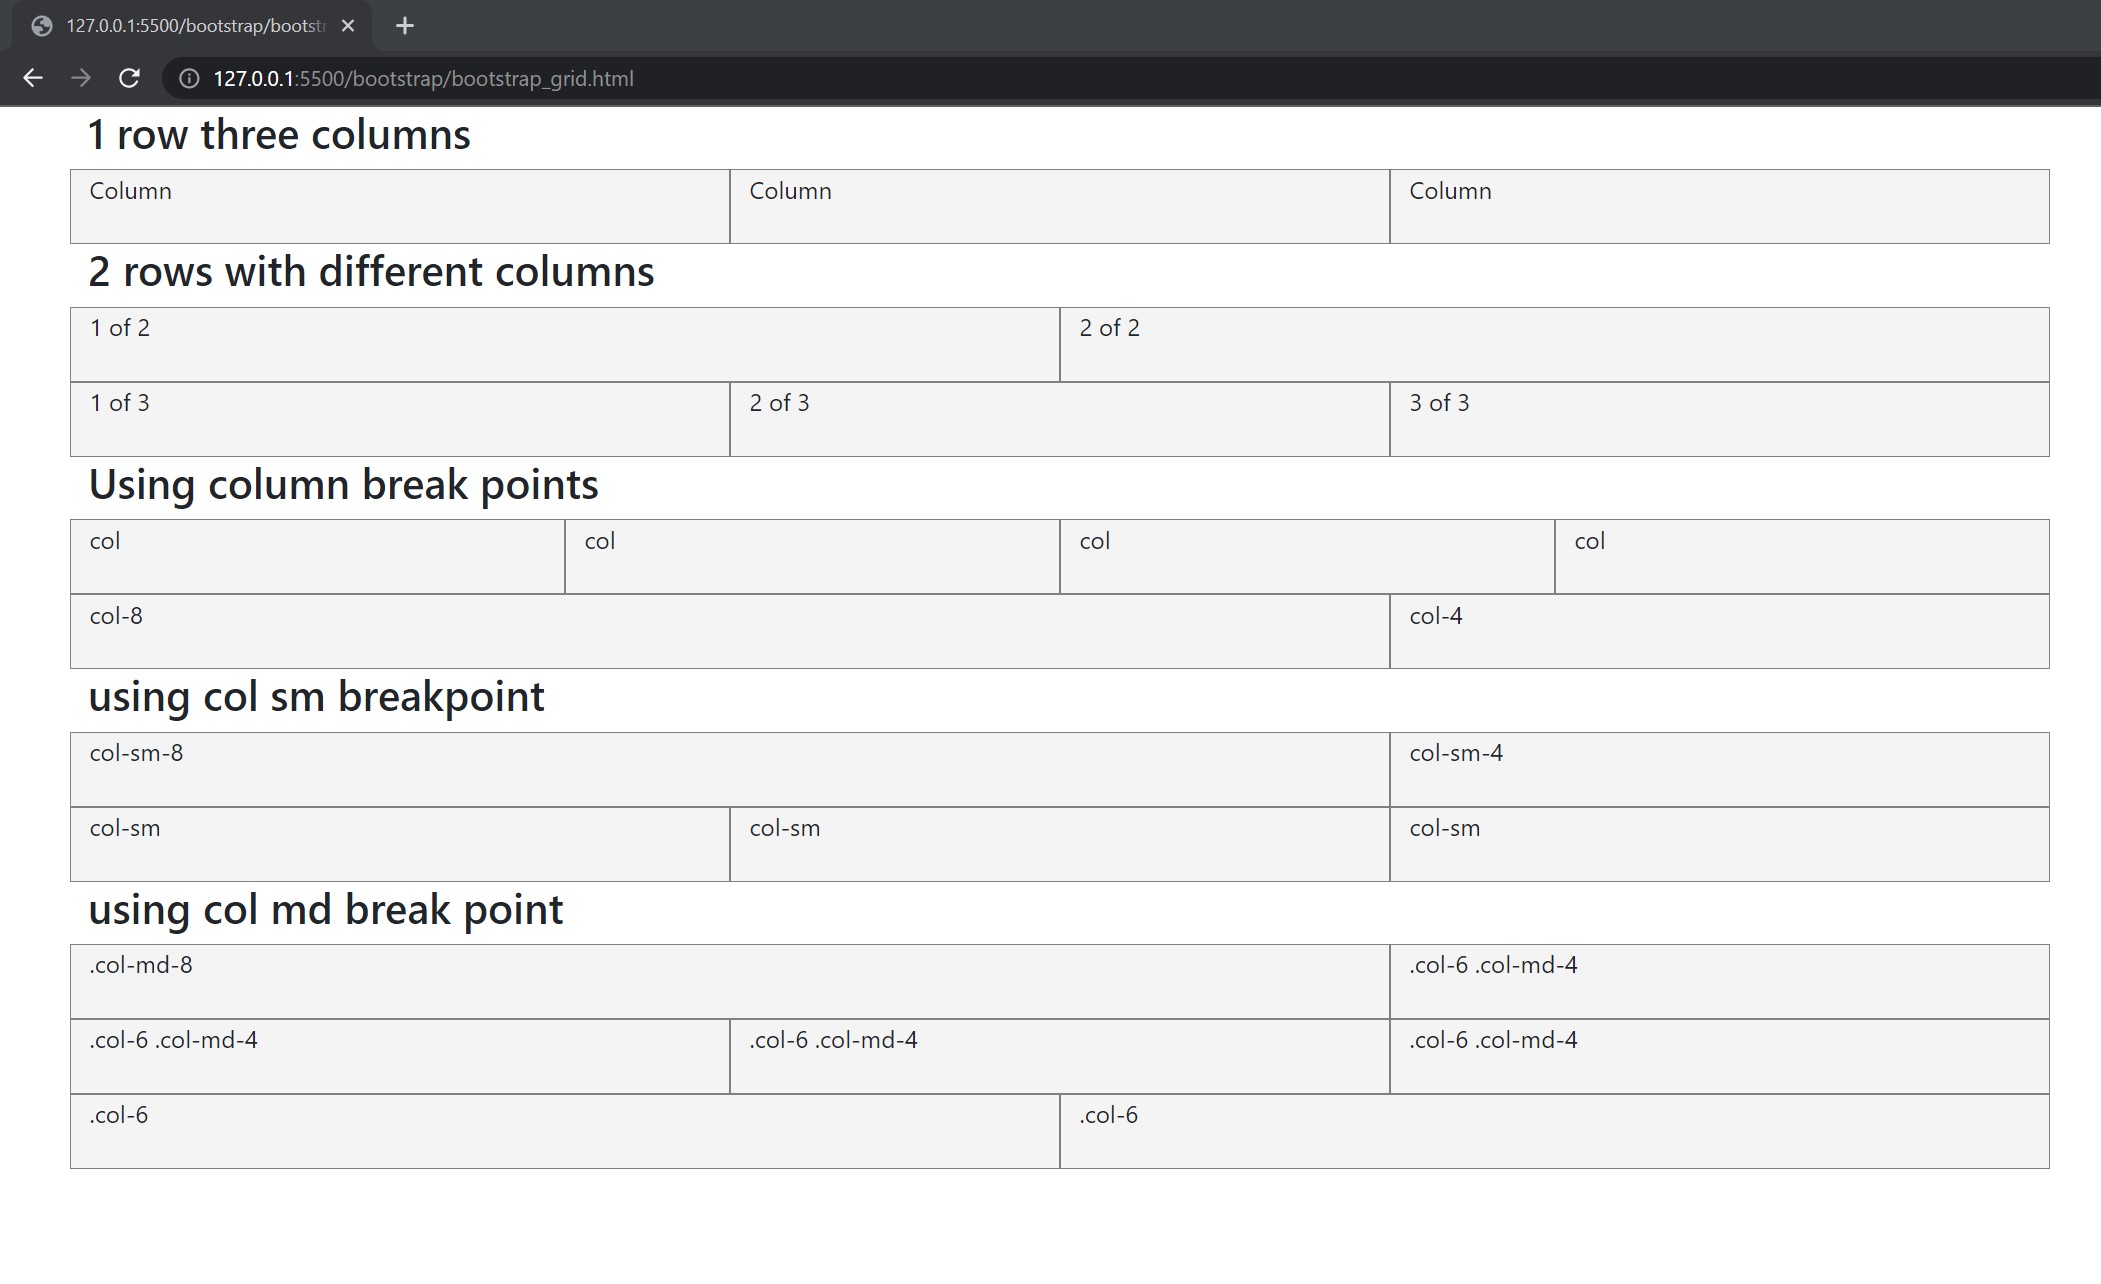 127.0.0.1:5500/bootstrap/bootst
127.0.0.1:5500/bootstrap/bootstrap_grid.html
1 row three columns
Column Column Column
2 rows with different columns
1 of 2 2 of 2
1 of 3 2 of 3 3 of 3
Using column break points
col col col col
col-8 col-4
using col sm breakpoint
col-sm-8 col-sm-4
col-sm col-sm col-sm
using col md break point
.col-md-8 .col-6 .col-md-4
.col-6 .col-md-4 .col-6 .col-md-4 .col-6 .col-md-4
.col-6 .col-6